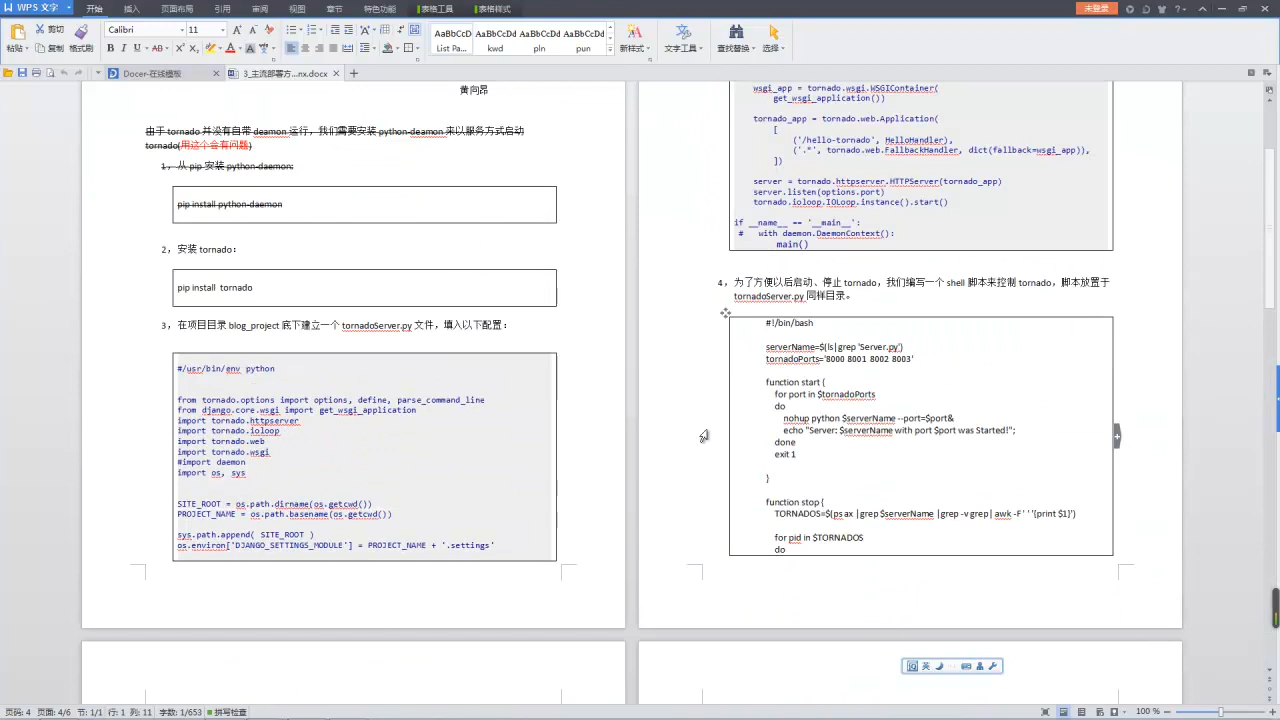 WPS 文字
开始
插入
页面布局
引用
审阅
视图
章节
特色功能
表格工具
表格样式
未登录
粘贴
剪切
复制
格式刷
Calibri
11
AaBbCcD
AaBbCcDd
AaBbCcDd
AaBbCcDd
List Pa...
kwd
pln
pun
新样式
文字工具
查找替换
选择
Docer-在线模板
3_主流部署方...nx.docx
黄向昂
由于 tornado 并没有自带 deamon 运行，我们需要安装 python-deamon 来以服务方式启动
tornado(用这个会有问题)
1，从 pip 安装 python-daemon:
pip install python-daemon
2，安装 tornado：
pip install tornado
3，在项目目录 blog_project 底下建立一个 tornadoServer.py 文件，填入以下配置：
#/usr/bin/env python
from tornado.options import options, define, parse_command_line
from django.core.wsgi import get_wsgi_application
import tornado.httpserver
import tornado.ioloop
import tornado.web
import tornado.wsgi
#import daemon
import os, sys
SITE_ROOT = os.path.dirname(os.getcwd())
PROJECT_NAME = os.path.basename(os.getcwd())
sys.path.append( SITE_ROOT )
os.environ['DJANGO_SETTINGS_MODULE'] = PROJECT_NAME + '.settings'
wsgi_app = tornado.wsgi.WSGIContainer(
get_wsgi_application())
tornado_app = tornado.web.Application(
[
('/hello-tornado', HelloHandler),
('.*', tornado.web.FallbackHandler, dict(fallback=wsgi_app)),
])
server = tornado.httpserver.HTTPServer(tornado_app)
server.listen(options.port)
tornado.ioloop.IOLoop.instance().start()
if __name__ == '__main__':
# with daemon.DaemonContext():
main()
4，为了方便以后启动、停止 tornado，我们编写一个 shell 脚本来控制 tornado，脚本放置于
tornadoServer.py 同样目录。
#!/bin/bash
serverName=$(ls|grep 'Server.py')
tornadoPorts='8000 8001 8002 8003'
function start {
for port in $tornadoPorts
do
nohup python $serverName --port=$port&
echo "Server: $serverName with port $port was Started!";
done
exit 1
}
function stop {
TORNADOS=$(ps ax |grep $serverName |grep -v grep| awk -F ' ' '{print $1}')
for pid in $TORNADOS
do
英
页码: 4 页面: 4/6 节: 1/1 行: 1 列: 11 字数: 1/653 拼写检查
100 %